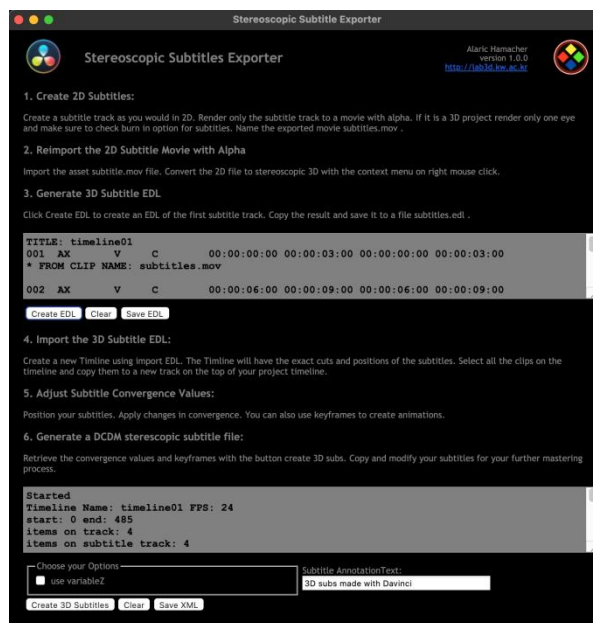 Stereoscopic Subtitle Exporter
Stereoscopic Subtitles Exporter
Alaric Hamacher
version 1.0.0
http://lab3d.kw.ac.kr
1. Create 2D Subtitles:
Create a subtitle track as you would in 2D. Render only the subtitle track to a movie with alpha. If it is a 3D project render only one eye
and make sure to check burn in option for subtitles. Name the exported movie subtitles.mov .
2. Reimport the 2D Subtitle Movie with Alpha
Import the asset subtitle.mov file. Convert the 2D file to stereoscopic 3D with the context menu on right mouse click.
3. Generate 3D Subtitle EDL
Click Create EDL to create an EDL of the first subtitle track. Copy the result and save it to a file subtitles.edl .
TITLE: timeline01
001 AX V C 00:00:00:00 00:00:03:00 00:00:00:00 00:00:03:00
* FROM CLIP NAME: subtitles.mov
002 AX V C 00:00:06:00 00:00:09:00 00:00:06:00 00:00:09:00
Create EDL Clear Save EDL
4. Import the 3D Subtitle EDL:
Create a new Timline using import EDL. The Timline will have the exact cuts and positions of the subtitles. Select all the clips on the
timeline and copy them to a new track on the top of your project timeline.
5. Adjust Subtitle Convergence Values:
Position your subtitles. Apply changes in convergence. You can also use keyframes to create animations.
6. Generate a DCDM sterescopic subtitle file:
Retrieve the convergence values and keyframes with the button create 3D subs. Copy and modify your subtitles for your further mastering
process.
Started
Timeline Name: timeline01 FPS: 24
start: 0 end: 485
items on track: 4
items on subtitle track: 4
Choose your Options
use variableZ
Subtitle AnnotationText:
3D subs made with Davinci
Create 3D Subtitles Clear Save XML